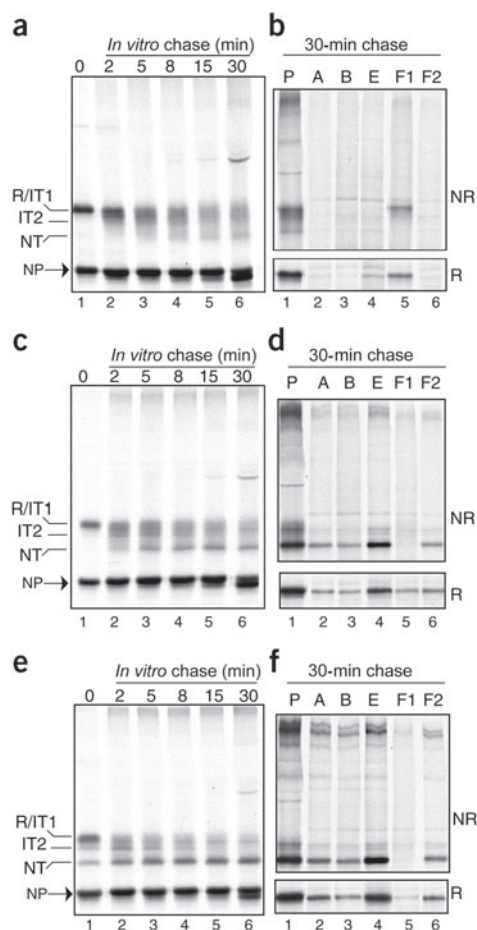 a
In vitro chase (min)
0 2 5 8 15 30
R/IT1
IT2
NT
NP
1 2 3 4 5 6
b
30-min chase
P A B E F1 F2
NR
R
1 2 3 4 5 6
c
In vitro chase (min)
0 2 5 8 15 30
R/IT1
IT2
NT
NP
1 2 3 4 5 6
d
30-min chase
P A B E F1 F2
NR
R
1 2 3 4 5 6
e
In vitro chase (min)
0 2 5 8 15 30
R/IT1
IT2
NT
NP
1 2 3 4 5 6
f
30-min chase
P A B E F1 F2
NR
R
1 2 3 4 5 6